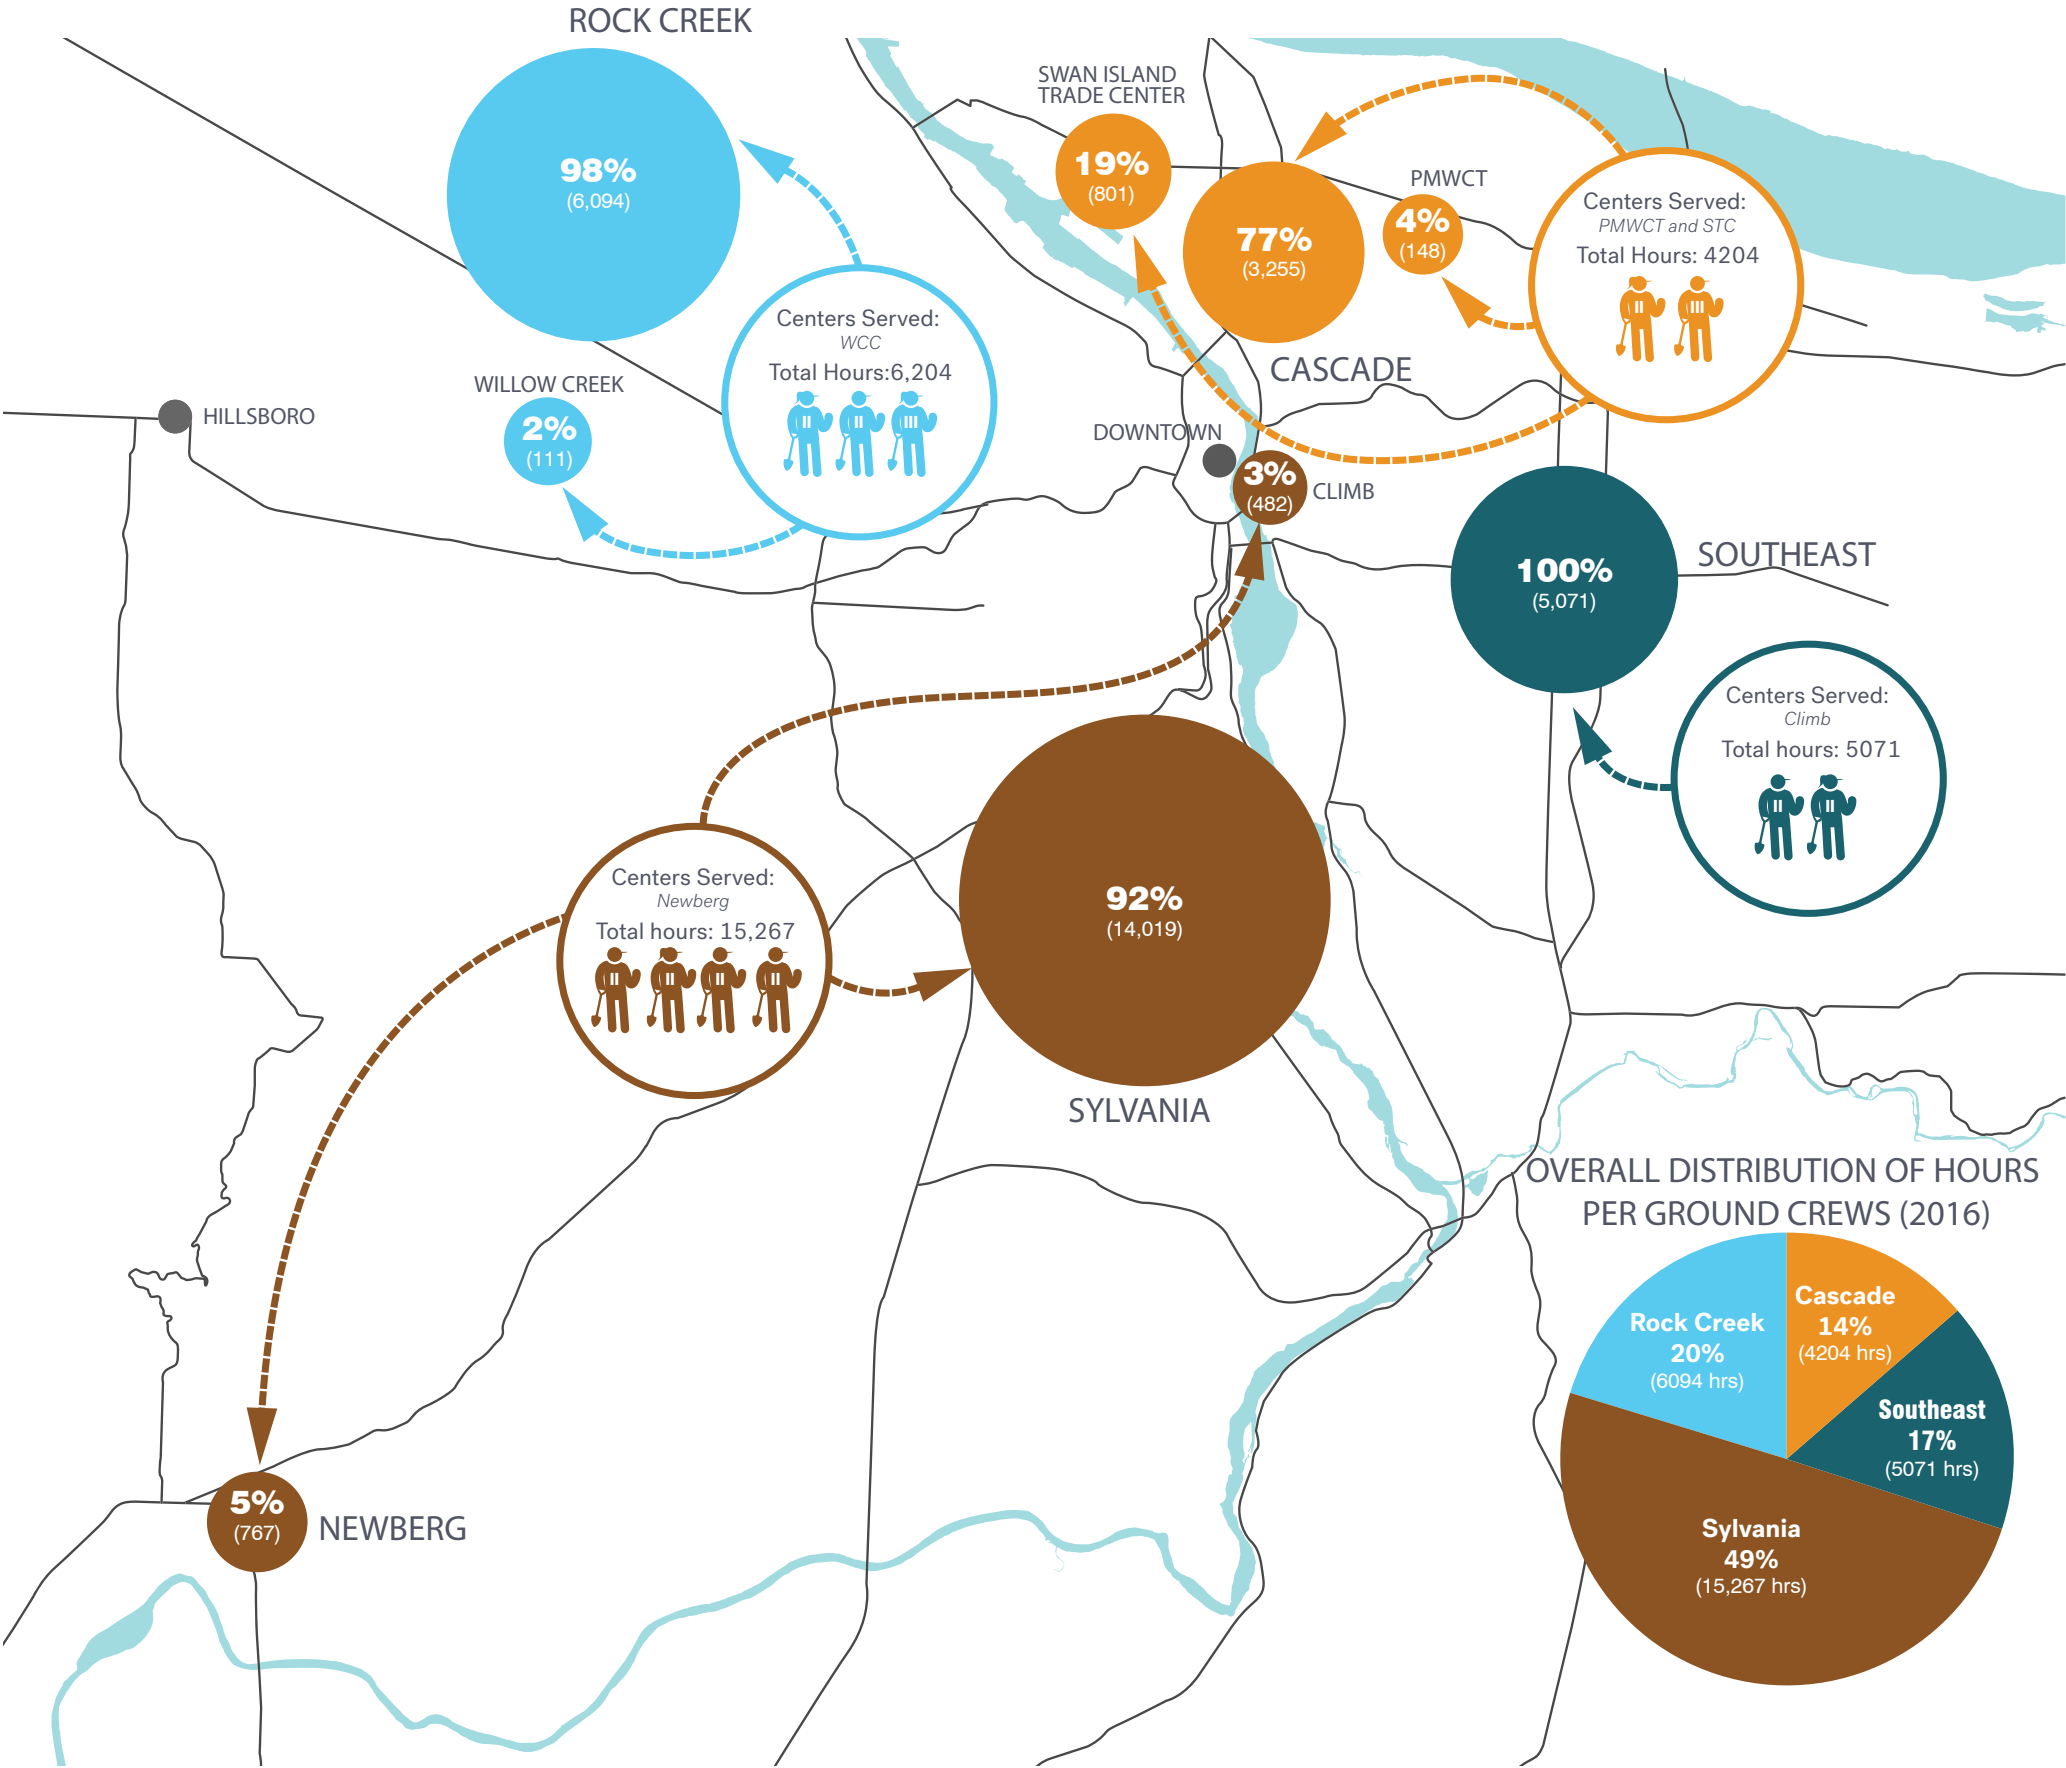 ROCK CREEK
98%
(6,094)
SWAN ISLAND
TRADE CENTER
19%
(801)
77%
(3,255)
CASCADE
PMWCT
4%
(148)
Centers Served:
PMWCT and STC
Total Hours: 4204
Centers Served:
WCC
Total Hours:6,204
WILLOW CREEK
2%
(111)
HILLSBORO
DOWNTOWN
3%
(482)
CLIMB
100%
(5,071)
SOUTHEAST
Centers Served:
Climb
Total hours: 5071
Centers Served:
Newberg
Total hours: 15,267
92%
(14,019)
SYLVANIA
5%
(767)
NEWBERG
OVERALL DISTRIBUTION OF HOURS
PER GROUND CREWS (2016)
Cascade
14%
(4204 hrs)
Rock Creek
20%
(6094 hrs)
Southeast
17%
(5071 hrs)
Sylvania
49%
(15,267 hrs)